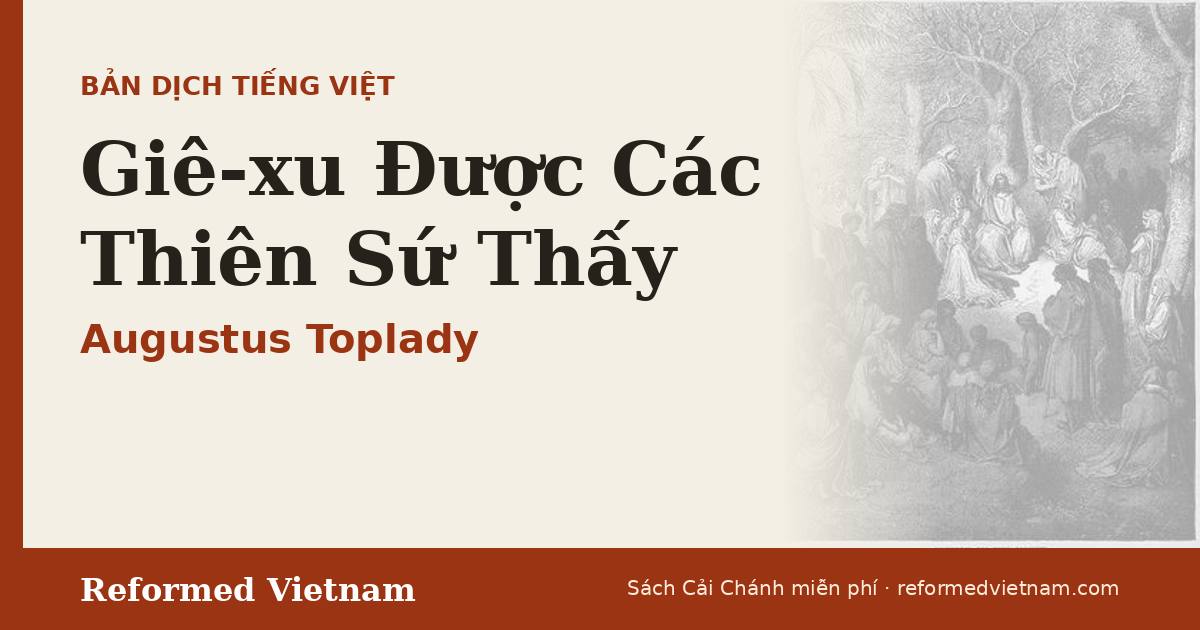 BẢN DỊCH TIẾNG VIỆT
Giê-xu Được Các
Thiên Sứ Thấy
Augustus Toplady
Reformed Vietnam
Sách Cải Chánh miễn phí · reformedvietnam.com